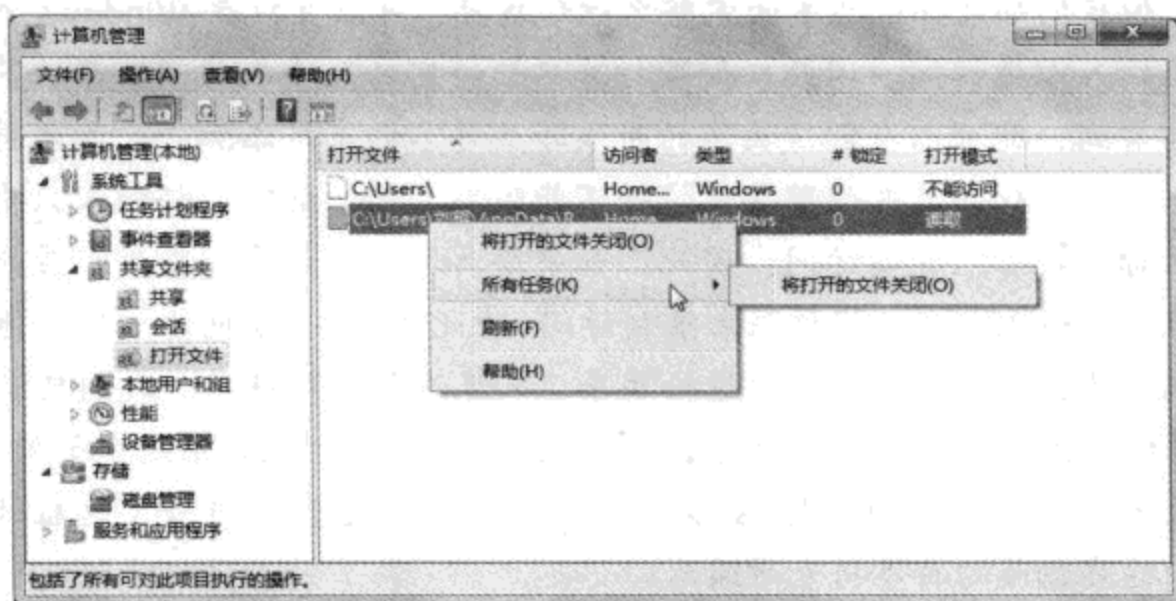 计算机管理
文件(F) 操作(A) 查看(V) 帮助(H)
计算机管理(本地)
系统工具
任务计划程序
事件查看器
共享文件夹
共享
会话
打开文件
本地用户和组
性能
设备管理器
存储
磁盘管理
服务和应用程序
打开文件 访问者 类型 # 锁定 打开模式
C:\Users\ Home... Windows 0 不能访问
C:\Users\ \AppData\R... Home... Windows 0 读取
将打开的文件关闭(O)
所有任务(K)
刷新(F)
帮助(H)
将打开的文件关闭(O)
包括了所有可对此项目执行的操作。